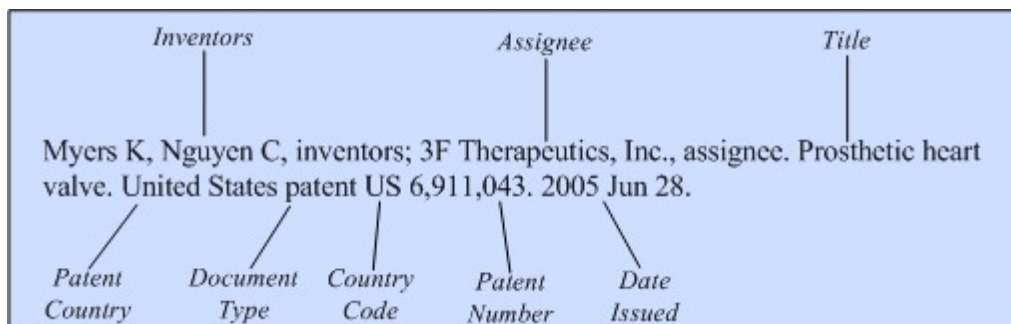 Inventors Assignee Title
Myers K, Nguyen C, inventors; 3F Therapeutics, Inc., assignee. Prosthetic heart
valve. United States patent US 6,911,043. 2005 Jun 28.
Patent Document Country Patent Date
Country Type Code Number Issued